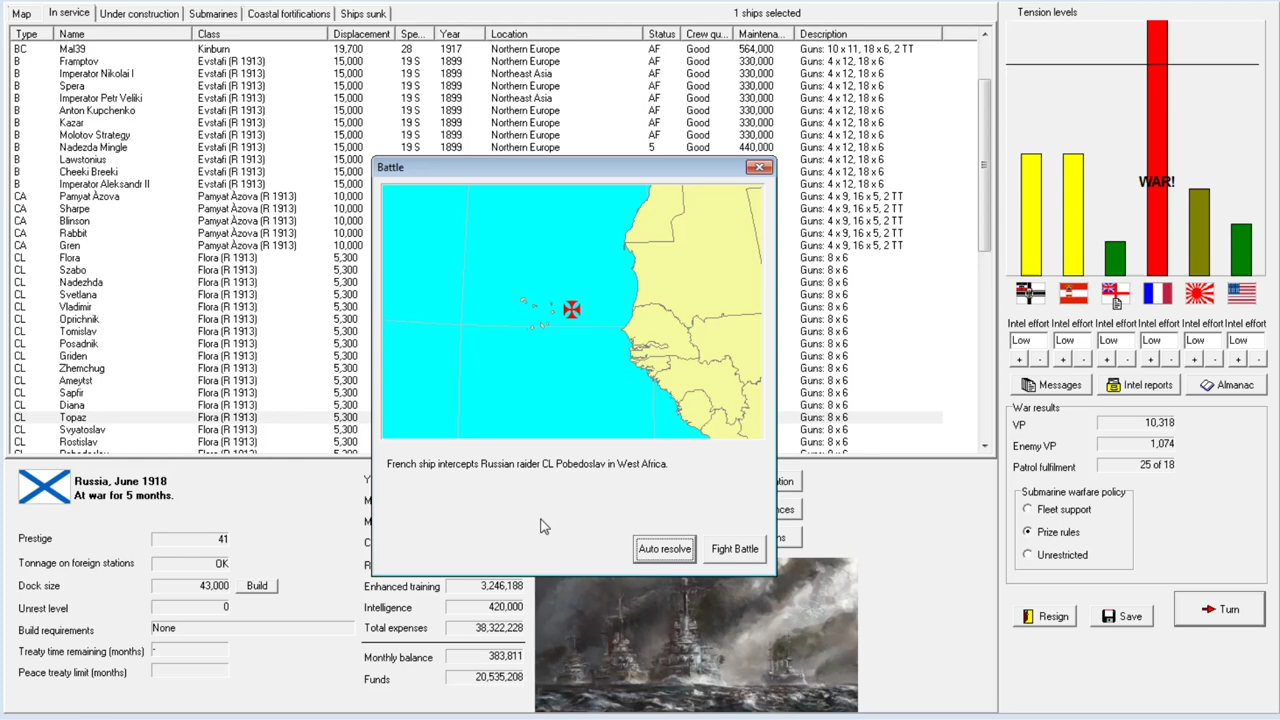 Map In service Under construction Submarines Coastal fortifications Ships sunk 1 ships selected
Type Name Class Displacement Spe... Year Location Status Crew qu... Maintena... Description
BC Mal39 Kinburn 19,700 28 1917 Northern Europe AF Good 564,000 Guns: 10 x 11, 18 x 6, 2 TT
B Framptov Evstafi (R 1913) 15,000 19 S 1899 Northern Europe AF Good 330,000 Guns: 4 x 12, 18 x 6
B Imperator Nikolai I Evstafi (R 1913) 15,000 19 S 1899 Northeast Asia AF Good 330,000 Guns: 4 x 12, 18 x 6
B Spera Evstafi (R 1913) 15,000 19 S 1899 Northern Europe AF Good 330,000 Guns: 4 x 12, 18 x 6
B Imperator Petr Veliki Evstafi (R 1913) 15,000 19 S 1899 Northeast Asia AF Good 330,000 Guns: 4 x 12, 18 x 6
B Anton Kupchenko Evstafi (R 1913) 15,000 19 S 1899 Northern Europe AF Good 330,000 Guns: 4 x 12, 18 x 6
B Kazar Evstafi (R 1913) 15,000 19 S 1899 Northern Europe AF Good 330,000 Guns: 4 x 12, 18 x 6
B Molotov Strategy Evstafi (R 1913) 15,000 19 S 1899 Northern Europe AF Good 330,000 Guns: 4 x 12, 18 x 6
B Nadezda Mingle Evstafi (R 1913) 15,000 19 S 1899 Northern Europe 5 Good 440,000 Guns: 4 x 12, 18 x 6
B Lawstonius Evstafi (R 1913) 15,000 Guns: 4 x 12, 18 x 6
B Cheeki Breeki Evstafi (R 1913) 15,000 Guns: 4 x 12, 18 x 6
B Imperator Aleksandr II Evstafi (R 1913) 15,000 Guns: 4 x 12, 18 x 6
CA Pamyat Àzova Pamyat Àzova (R 1913) 10,000 Guns: 4 x 9, 16 x 5, 2 TT
CA Sharpe Pamyat Àzova (R 1913) 10,000 Guns: 4 x 9, 16 x 5, 2 TT
CA Blinson Pamyat Àzova (R 1913) 10,000 Guns: 4 x 9, 16 x 5, 2 TT
CA Rabbit Pamyat Àzova (R 1913) 10,000 Guns: 4 x 9, 16 x 5, 2 TT
CA Gren Pamyat Àzova (R 1913) 10,000 Guns: 4 x 9, 16 x 5, 2 TT
CL Flora Flora (R 1913) 5,300 Guns: 8 x 6
CL Szabo Flora (R 1913) 5,300 Guns: 8 x 6
CL Nadezhda Flora (R 1913) 5,300 Guns: 8 x 6
CL Svetlana Flora (R 1913) 5,300 Guns: 8 x 6
CL Vladimir Flora (R 1913) 5,300 Guns: 8 x 6
CL Oprichnik Flora (R 1913) 5,300 Guns: 8 x 6
CL Tomislav Flora (R 1913) 5,300 Guns: 8 x 6
CL Posadnik Flora (R 1913) 5,300 Guns: 8 x 6
CL Griden Flora (R 1913) 5,300 Guns: 8 x 6
CL Zhemchug Flora (R 1913) 5,300 Guns: 8 x 6
CL Ameytst Flora (R 1913) 5,300 Guns: 8 x 6
CL Sapfir Flora (R 1913) 5,300 Guns: 8 x 6
CL Diana Flora (R 1913) 5,300 Guns: 8 x 6
CL Topaz Flora (R 1913) 5,300 Guns: 8 x 6
CL Svyatoslav Flora (R 1913) 5,300 Guns: 8 x 6
CL Rostislav Flora (R 1913) 5,300 Guns: 8 x 6
Battle
French ship intercepts Russian raider CL Pobedoslav in West Africa.
Auto resolve Fight Battle
Russia, June 1918
At war for 5 months.
Prestige 41
Tonnage on foreign stations OK
Dock size 43,000 Build
Unrest level 0
Build requirements None
Treaty time remaining (months) -
Peace treaty limit (months)
Enhanced training 3,246,188
Intelligence 420,000
Total expenses 38,322,228
Monthly balance 383,811
Funds 20,535,208
Tension levels
WAR!
Intel effort Intel effort Intel effort Intel effort Intel effort Intel effort
Low Low Low Low Low Low
+ - + - + - + - + - + -
Messages Intel reports Almanac
War results
VP 10,318
Enemy VP 1,074
Patrol fulfilment 25 of 18
Submarine warfare policy
Fleet support
Prize rules
Unrestricted
Resign Save Turn